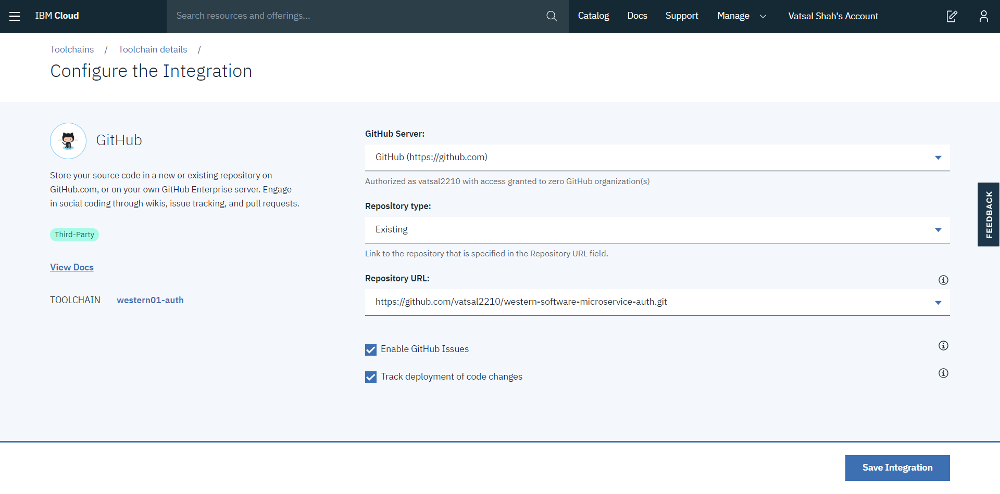 IBM Cloud
Search resources and offerings...
Catalog
Docs
Support
Manage
Vatsal Shah's Account
Toolchains / Toolchain details /
Configure the Integration
GitHub
Store your source code in a new or existing repository on
GitHub.com, or on your own GitHub Enterprise server. Engage
in social coding through wikis, issue tracking, and pull requests.
Third-Party
View Docs
TOOLCHAIN western01-auth
GitHub Server:
GitHub (https://github.com)
Authorized as vatsal2210 with access granted to zero GitHub organization(s)
Repository type:
Existing
Link to the repository that is specified in the Repository URL field.
Repository URL:
https://github.com/vatsal2210/western-software-microservice-auth.git
Enable GitHub Issues
Track deployment of code changes
FEEDBACK
Save Integration